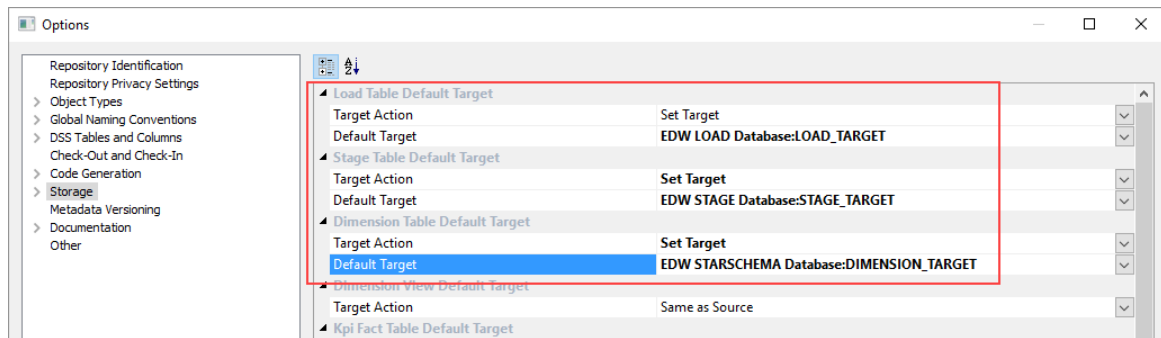 Options
Repository Identification
Repository Privacy Settings
Object Types
Global Naming Conventions
DSS Tables and Columns
Check-Out and Check-In
Code Generation
Storage
Metadata Versioning
Documentation
Other
Load Table Default Target
Target Action Set Target
Default Target EDW LOAD Database:LOAD_TARGET
Stage Table Default Target
Target Action Set Target
Default Target EDW STAGE Database:STAGE_TARGET
Dimension Table Default Target
Target Action Set Target
Default Target EDW STARSCHEMA Database:DIMENSION_TARGET
Dimension View Default Target
Target Action Same as Source
Kpi Fact Table Default Target